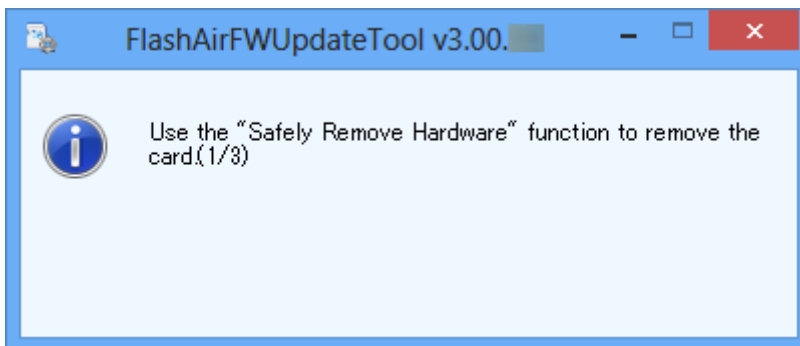 FlashAirFWUpdateTool v3.00.
Use the "Safely Remove Hardware" function to remove the
card.(1/3)